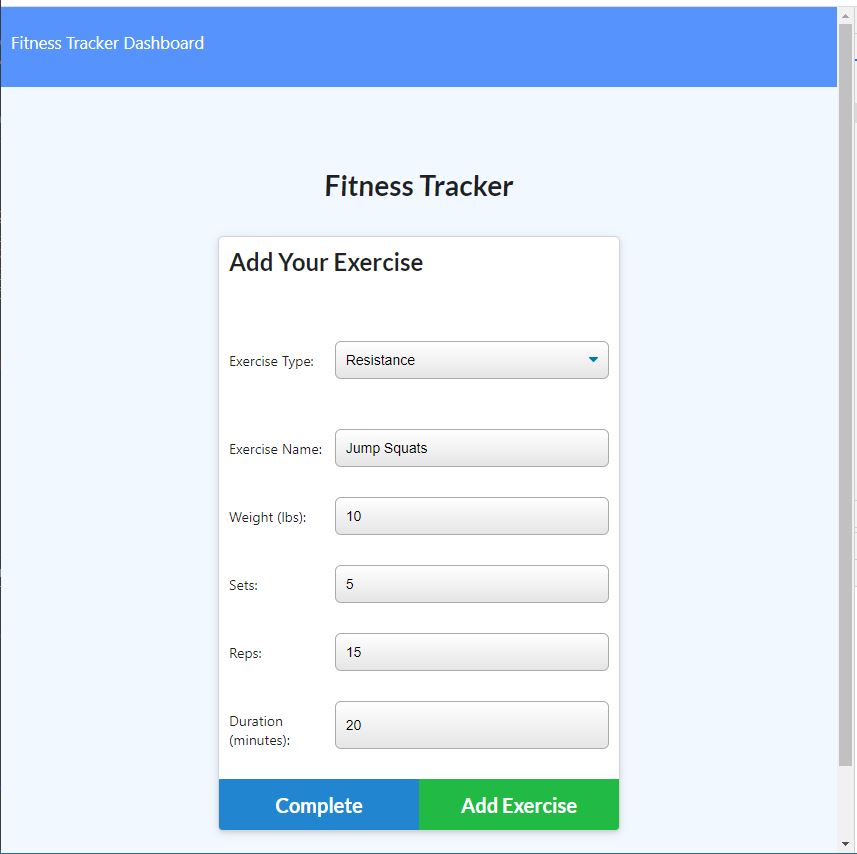 Fitness Tracker Dashboard
Fitness Tracker
Add Your Exercise
Exercise Type: Resistance
Exercise Name: Jump Squats
Weight (lbs): 10
Sets: 5
Reps: 15
Duration
(minutes): 20
Complete Add Exercise